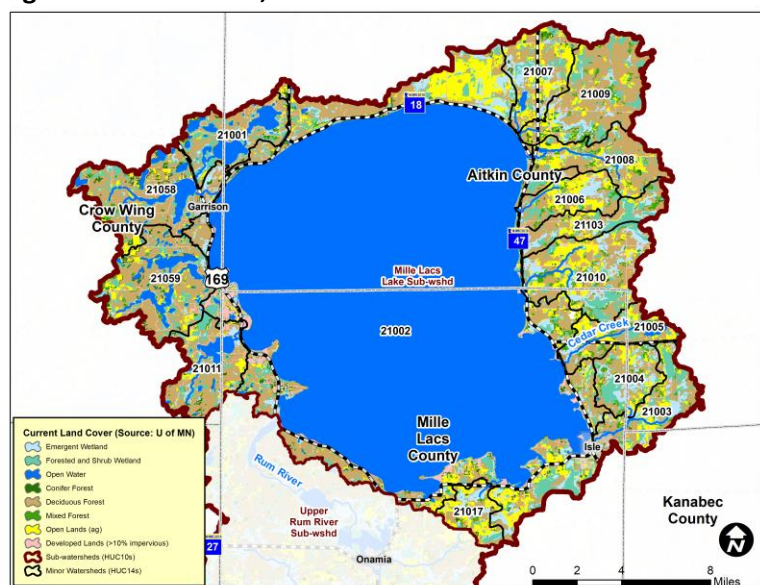 18
21007
21009
21001
21008
Aitkin County
21058
21006
Garrison
Crow Wing
County
21103
47
169
21059
Mille Lacs
Lake Sub-wshd
21010
21002
Cedar Creek
21005
21011
21004
21003
Mille
Lacs
County
Isle
Rum River
Upper
Rum River
Sub-wshd
21017
Kanabec
County
27
Onamia
Current Land Cover (Source: U of MN)
Emergent Wetland
Forested and Shrub Wetland
Open Water
Conifer Forest
Deciduous Forest
Mixed Forest
Open Lands (ag)
Developed Lands (>10% impervious)
Sub-watersheds (HUC10s)
Minor Watersheds (HUC14s)
N
0 2 4 8
Miles